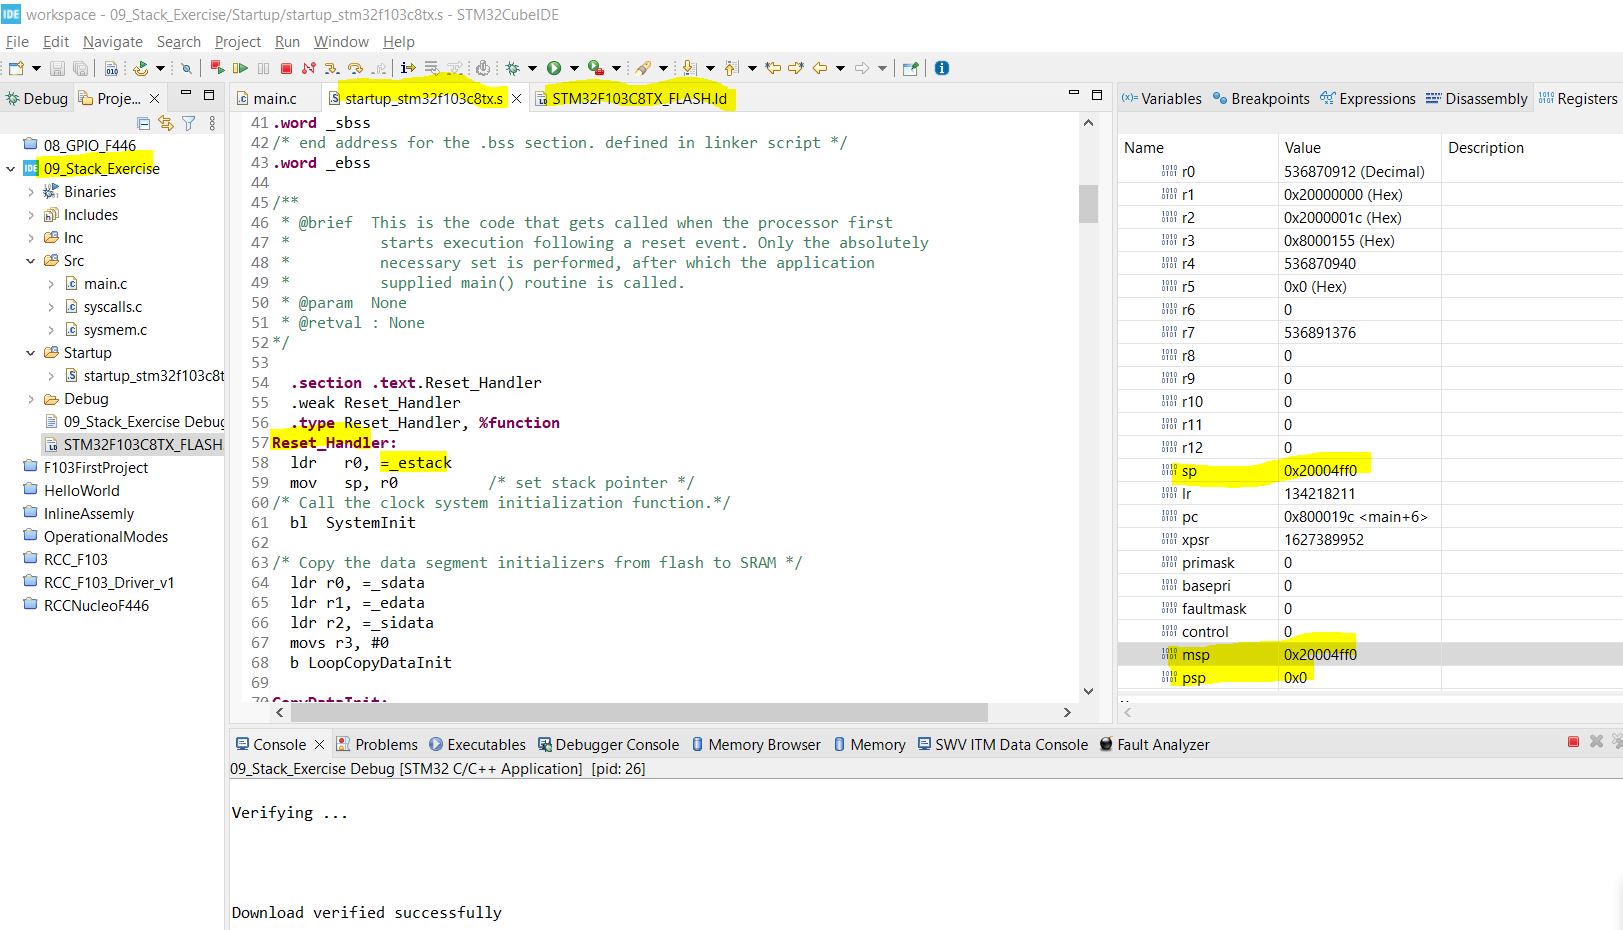 IDE workspace - 09_Stack_Exercise/Startup/startup_stm32f103c8tx.s - STM32CubeIDE
File Edit Navigate Search Project Run Window Help
Debug Proje...
main.c startup_stm32f103c8tx.s STM32F103C8TX_FLASH.ld
08_GPIO_F446
IDE 09_Stack_Exercise
Binaries
Includes
Inc
Src
main.c
syscalls.c
sysmem.c
Startup
startup_stm32f103c8t
Debug
09_Stack_Exercise Debug
STM32F103C8TX_FLASH
F103FirstProject
HelloWorld
InlineAssemly
OperationalModes
RCC_F103
RCC_F103_Driver_v1
RCCNucleoF446
41 .word _sbss
42 /* end address for the .bss section. defined in linker script */
43 .word _ebss
44
45 /**
46 * @brief This is the code that gets called when the processor first
47 * starts execution following a reset event. Only the absolutely
48 * necessary set is performed, after which the application
49 * supplied main() routine is called.
50 * @param None
51 * @retval : None
52 */
53
54 .section .text.Reset_Handler
55 .weak Reset_Handler
56 .type Reset_Handler, %function
57 Reset_Handler:
58 ldr r0, =_estack
59 mov sp, r0 /* set stack pointer */
60 /* Call the clock system initialization function.*/
61 bl SystemInit
62
63 /* Copy the data segment initializers from flash to SRAM */
64 ldr r0, =_sdata
65 ldr r1, =_edata
66 ldr r2, =_sidata
67 movs r3, #0
68 b LoopCopyDataInit
69
70 CopyDataInit:
(x)= Variables Breakpoints Expressions Disassembly Registers
Name Value Description
r0 536870912 (Decimal)
r1 0x20000000 (Hex)
r2 0x2000001c (Hex)
r3 0x8000155 (Hex)
r4 536870940
r5 0x0 (Hex)
r6 0
r7 536891376
r8 0
r9 0
r10 0
r11 0
r12 0
sp 0x20004ff0
lr 134218211
pc 0x800019c <main+6>
xpsr 1627389952
primask 0
basepri 0
faultmask 0
control 0
msp 0x20004ff0
psp 0x0
Console Problems Executables Debugger Console Memory Browser Memory SWV ITM Data Console Fault Analyzer
09_Stack_Exercise Debug [STM32 C/C++ Application] [pid: 26]
Verifying ...
Download verified successfully